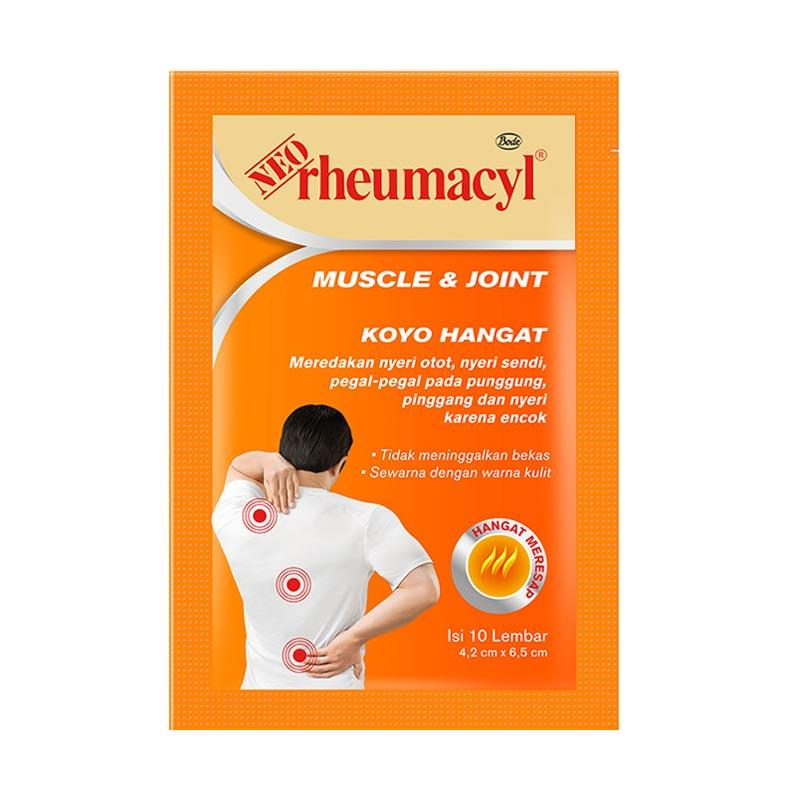 Bode
NEO rheumacyl®
MUSCLE & JOINT
KOYO HANGAT
Meredakan nyeri otot, nyeri sendi,
pegal-pegal pada punggung,
pinggang dan nyeri
karena encok
▪ Tidak meninggalkan bekas
▪ Sewarna dengan warna kulit
HANGAT MERESAP
Isi 10 Lembar
4,2 cm x 6,5 cm